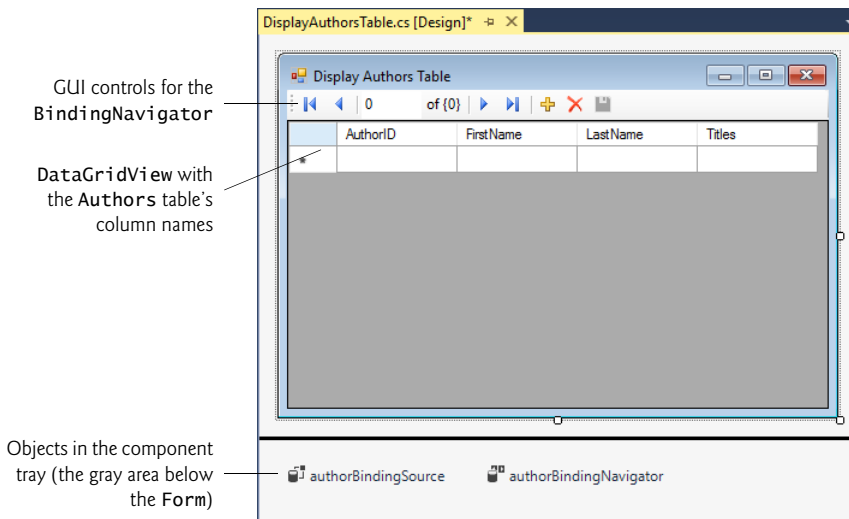 DisplayAuthorsTable.cs [Design]*
Display Authors Table
GUI controls for the
BindingNavigator
0 of {0}
AuthorID FirstName LastName Titles
*
DataGridView with
the Authors table's
column names
Objects in the component
tray (the gray area below
the Form)
authorBindingSource authorBindingNavigator